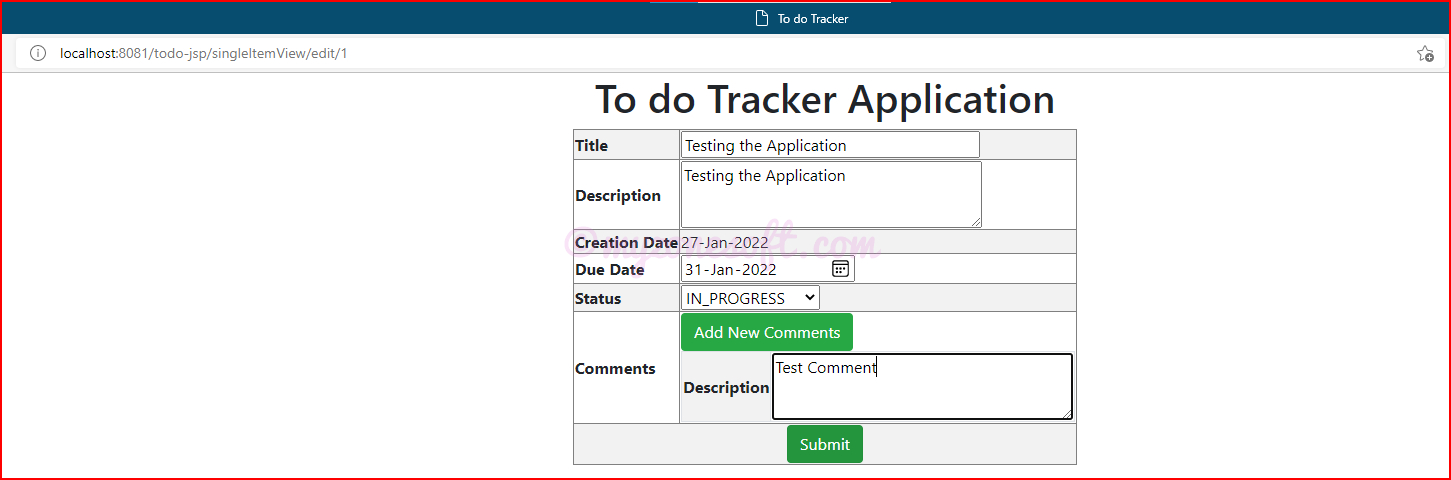 To do Tracker
localhost:8081/todo-jsp/singleItemView/edit/1
To do Tracker Application
Title Testing the Application
Description Testing the Application
Creation Date 27-Jan-2022
Due Date 31-Jan-2022
Status IN_PROGRESS
Add New Comments
Comments
Description Test Comment
Submit